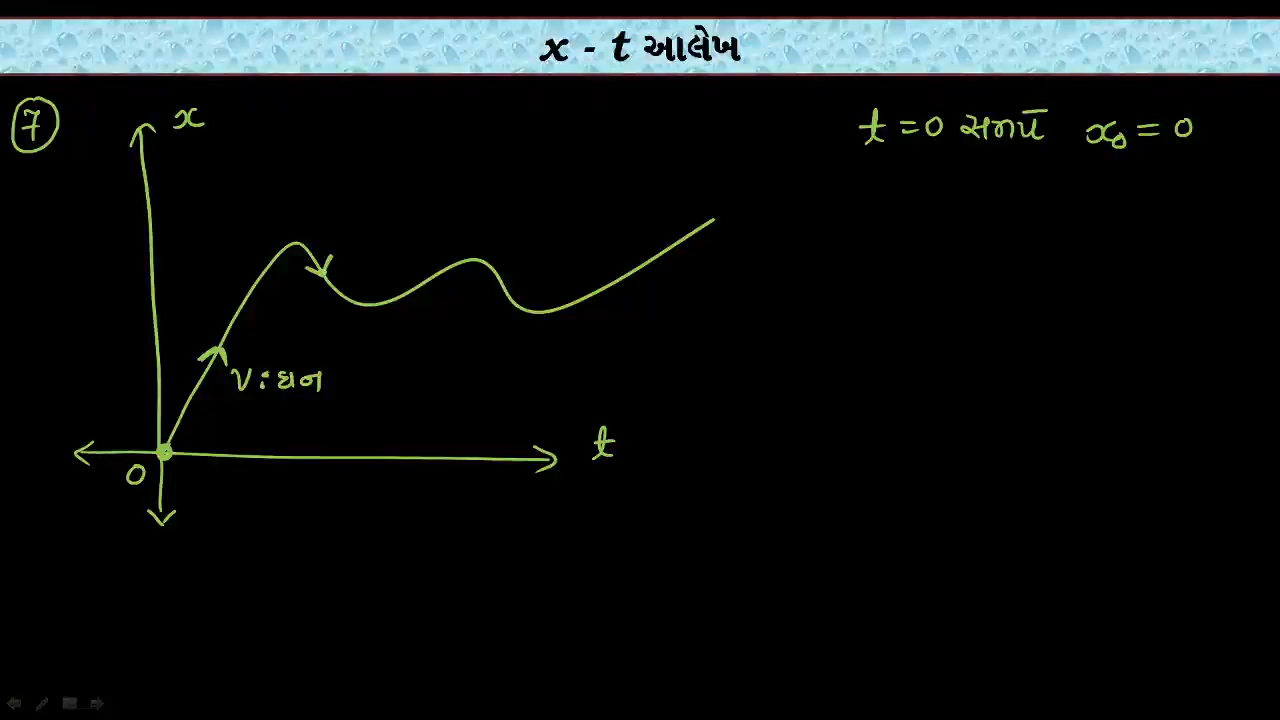 x - t આલેખ
7
x
t = 0 સમયે x₀ = 0
v : ધન
t
0